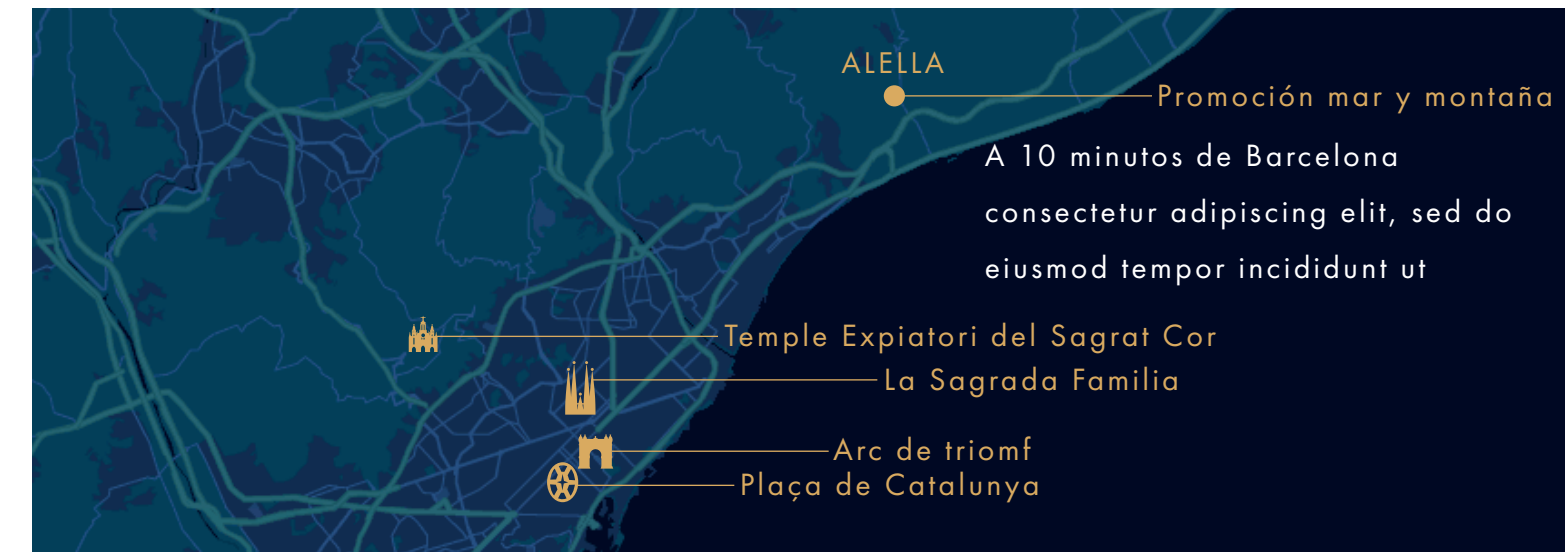 ALELLA
Promoción mar y montaña
A 10 minutos de Barcelona
consectetur adipiscing elit, sed do
eiusmod tempor incididunt ut
Temple Expiatori del Sagrat Cor
La Sagrada Familia
Arc de triomf
Plaça de Catalunya